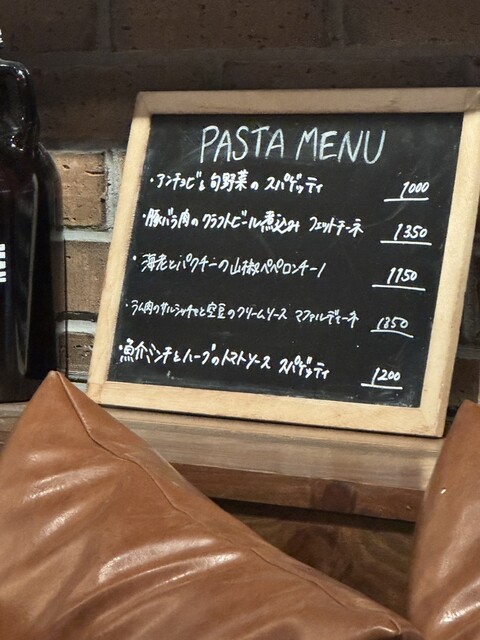 PASTA MENU
・アンチョビと旬野菜の スパゲッティ 1000
・豚バラ肉のクラフトビール煮込み フェットチーネ 1350
・海老とパクチーの山椒ペペロンチーノ 1150
・ラム肉のサルシッチャと空豆のクリームソース マファルディーネ 1350
・魚介ミンチとハーブのトマトソース スパゲッティ 1200